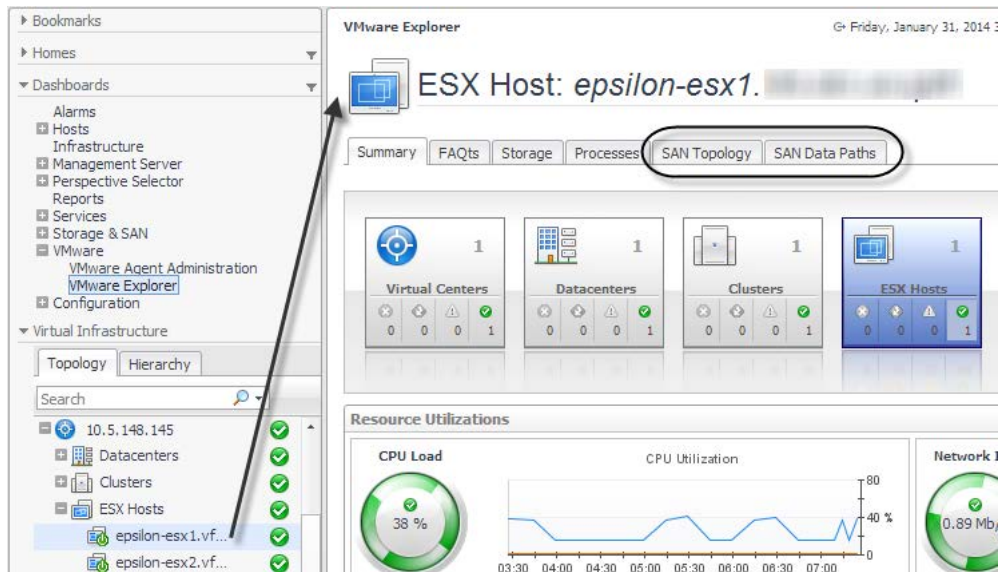 Bookmarks
Homes
Dashboards
Alarms
Hosts
Infrastructure
Management Server
Perspective Selector
Reports
Services
Storage & SAN
VMware
VMware Agent Administration
VMware Explorer
Configuration
Virtual Infrastructure
Topology Hierarchy
Search
10.5.148.145
Datacenters
Clusters
ESX Hosts
epsilon-esx1.vf...
epsilon-esx2.vf...
VMware Explorer
Friday, January 31, 2014 3
ESX Host: epsilon-esx1.
Summary FAQts Storage Processes SAN Topology SAN Data Paths
1 1 1 1
Virtual Centers Datacenters Clusters ESX Hosts
0 0 0 1 0 0 0 1 0 0 0 1 0 0 0 1
Resource Utilizations
CPU Load CPU Utilization Network I
80
38 % 40 % 0.89 Mb/
0
03:30 04:00 04:30 05:00 05:30 06:00 06:30 07:00